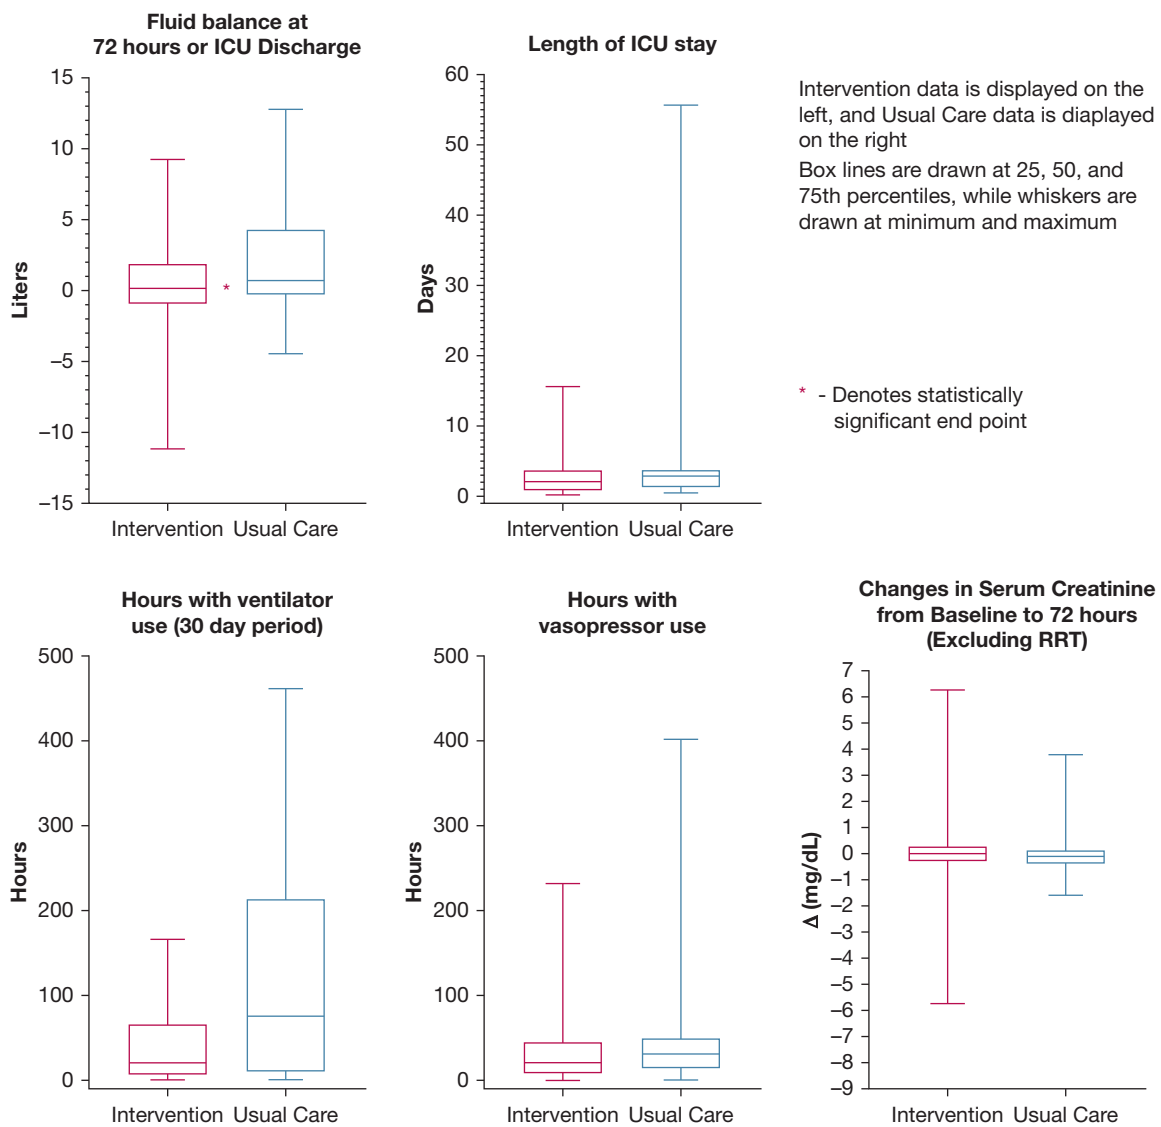 Fluid balance at
72 hours or ICU Discharge
15
10
5
0
−5
−10
−15
Liters
*
Intervention Usual Care
Length of ICU stay
60
50
40
30
20
10
0
Days
Intervention Usual Care
Intervention data is displayed on the
left, and Usual Care data is diaplayed
on the right
Box lines are drawn at 25, 50, and
75th percentiles, while whiskers are
drawn at minimum and maximum
* - Denotes statistically
significant end point
Hours with ventilator
use (30 day period)
500
400
300
200
100
0
Hours
Intervention Usual Care
Hours with
vasopressor use
500
400
300
200
100
0
Hours
Intervention Usual Care
Changes in Serum Creatinine
from Baseline to 72 hours
(Excluding RRT)
7
6
5
4
3
2
1
0
−1
−2
−3
−4
−5
−6
−7
−8
−9
Δ (mg/dL)
Intervention Usual Care